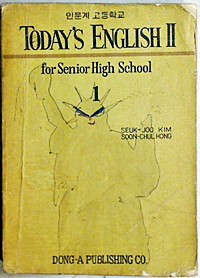 인문계 고등학교
TODAY'S ENGLISH II
for Senior High School
1
SEUK-JOO KIM
SOON-CHUL HONG
DONG-A PUBLISHING CO.